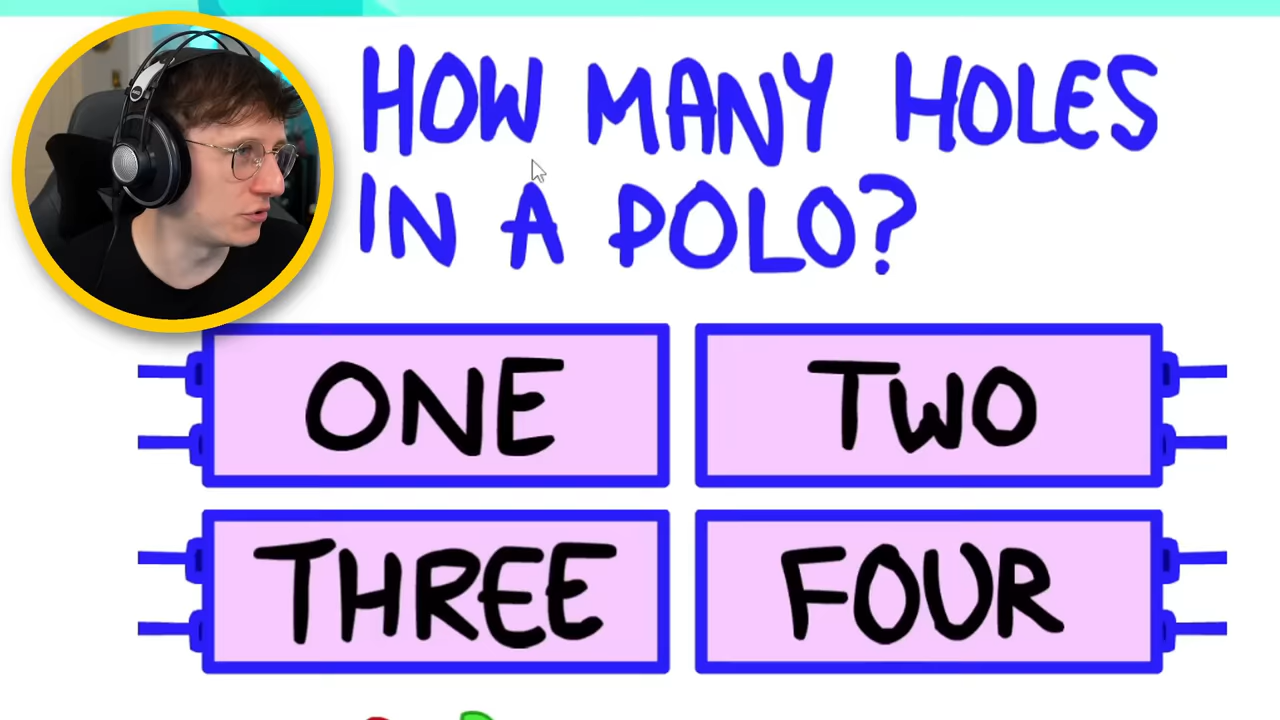 HOW MANY HOLES
IN A POLO?
ONE
TWO
THREE
FOUR